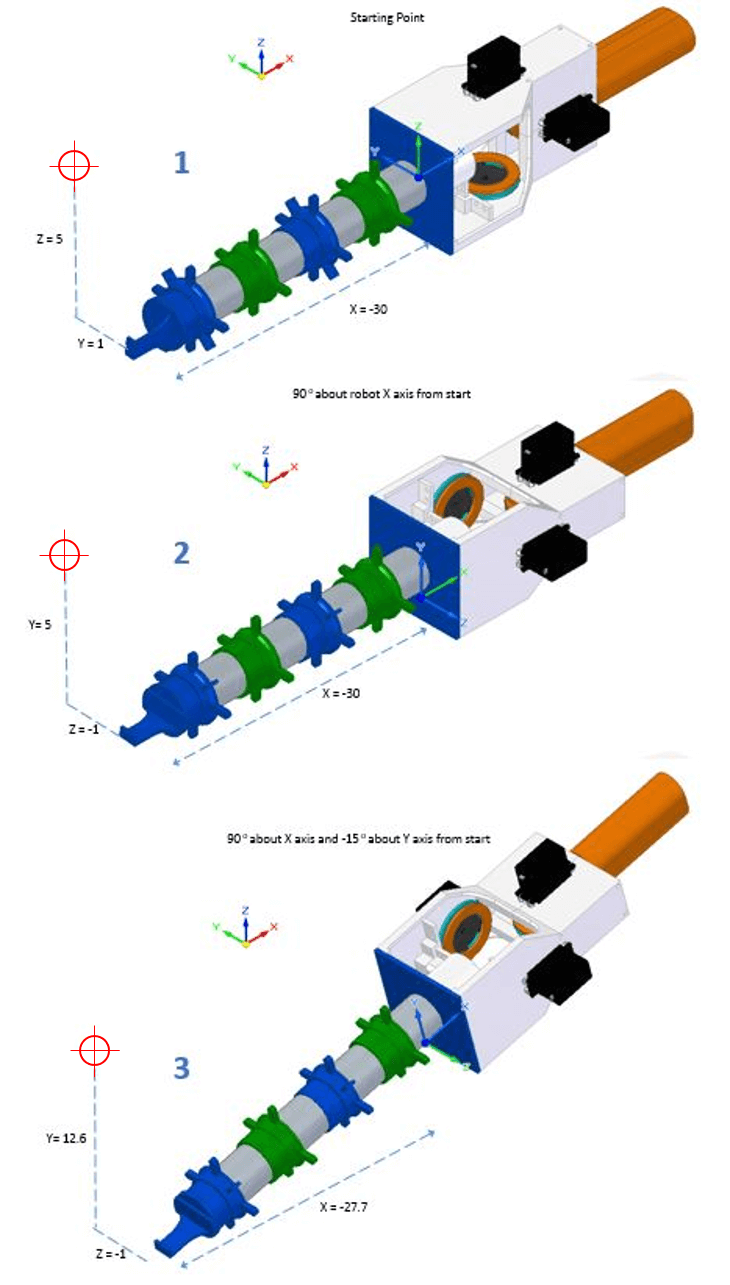 Starting Point
Z
Y X
1
Z
Y X
Z = 5
X = -30
Y = 1
90° about robot X axis from start
Z
Y X
2
Y
X
Z
Y= 5
X = -30
Z = -1
90° about X axis and -15° about Y axis from start
Z
Y X
Y X
Z
3
Y= 12.6
X = -27.7
Z = -1